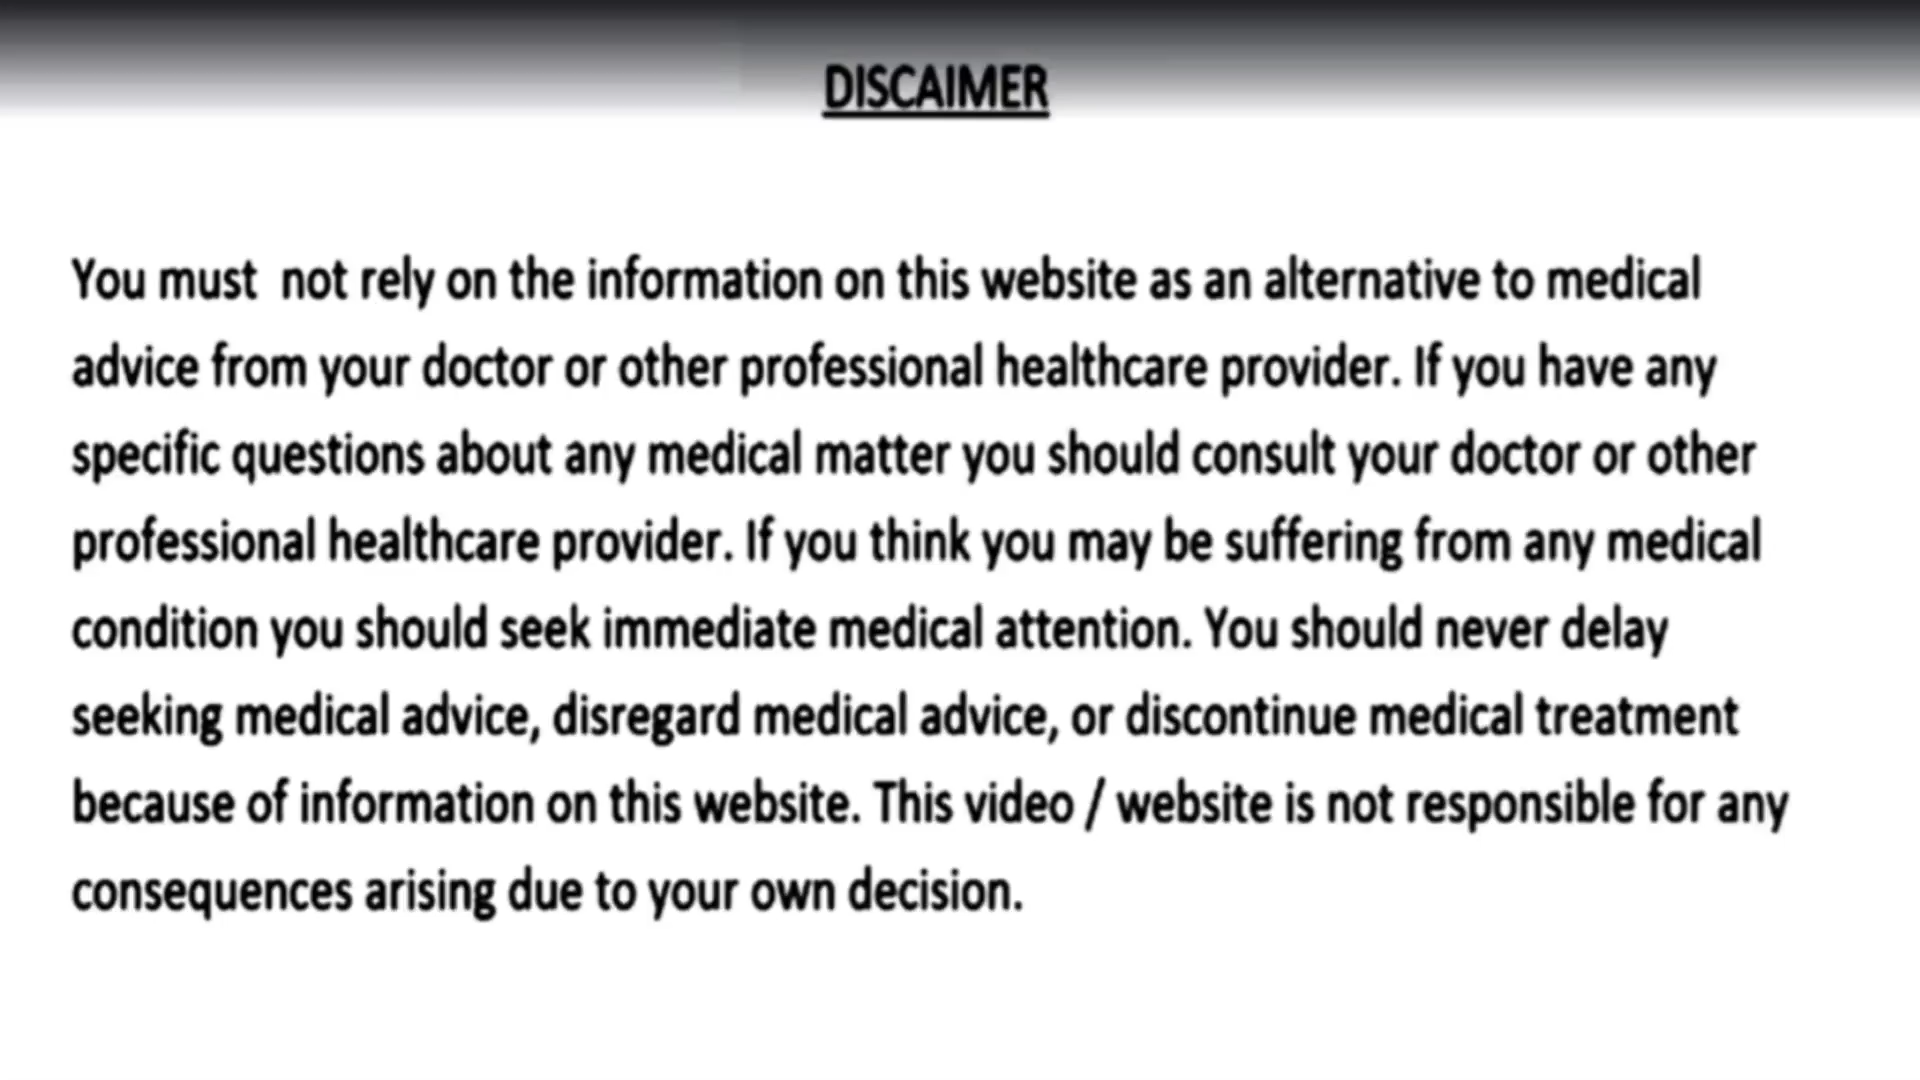 DISCAIMER
You must  not rely on the information on this website as an alternative to medical
advice from your doctor or other professional healthcare provider. If you have any
specific questions about any medical matter you should consult your doctor or other
professional healthcare provider. If you think you may be suffering from any medical
condition you should seek immediate medical attention. You should never delay
seeking medical advice, disregard medical advice, or discontinue medical treatment
because of information on this website. This video / website is not responsible for any
consequences arising due to your own decision.